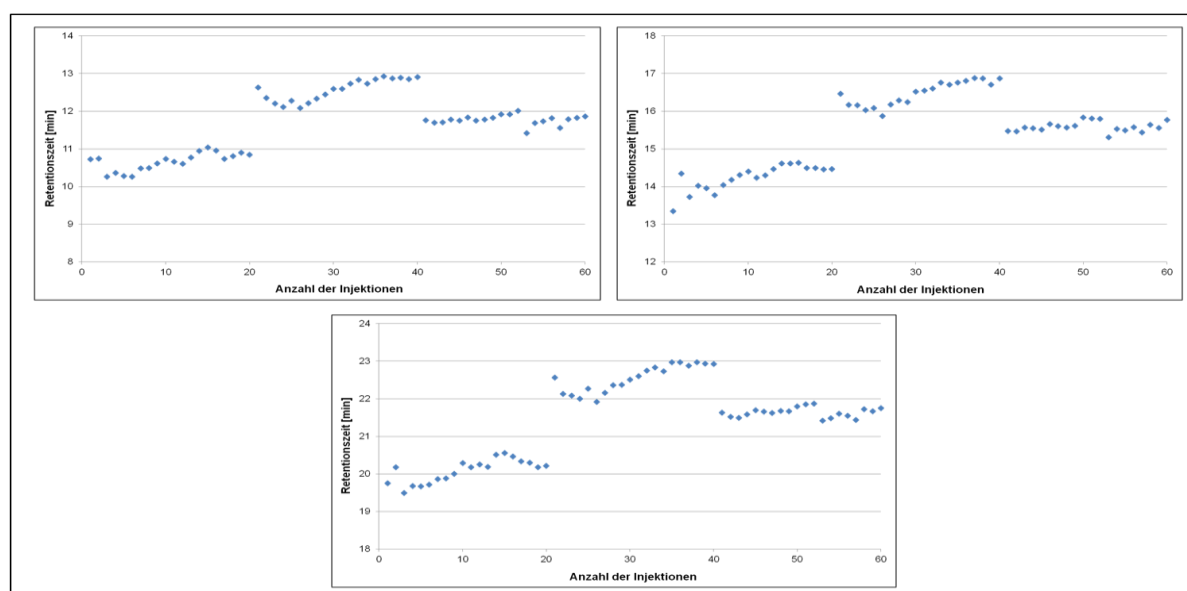 14
13
12
11
10
9
8
0 10 20 30 40 50 60
Retentionszeit [min]
Anzahl der Injektionen
18
17
16
15
14
13
12
0 10 20 30 40 50 60
Retentionszeit [min]
Anzahl der Injektionen
24
23
22
21
20
19
18
0 10 20 30 40 50 60
Retentionszeit [min]
Anzahl der Injektionen